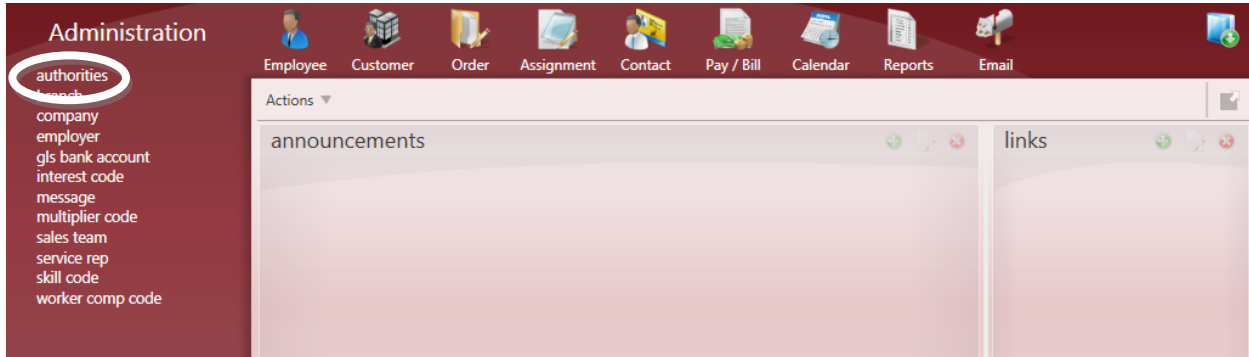 Administration
authorities
branch
company
employer
gls bank account
interest code
message
multiplier code
sales team
service rep
skill code
worker comp code
Employee Customer Order Assignment Contact Pay / Bill Calendar Reports Email
Actions
announcements
links